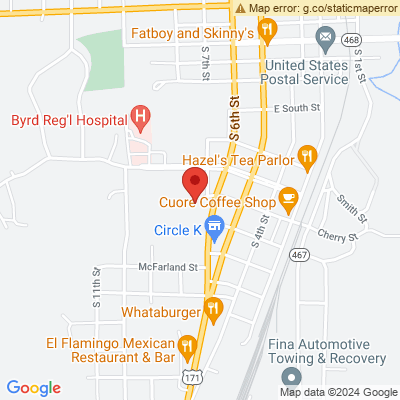 Map error: g.co/staticmaperror
Fatboy and Skinny's
S 7th St
468
S 1st St
United States
Postal Service
E South St
S 6th St
Byrd Reg'l Hospital
H
Hazel's Tea Parlor
Cuore Coffee Shop
Smith St
Circle K
S 4th St
Cherry St
467
McFarland St
S 11th St
Whataburger
El Flamingo Mexican
Restaurant & Bar
Fina Automotive
Towing & Recovery
171
Google
Map data ©2024 Google